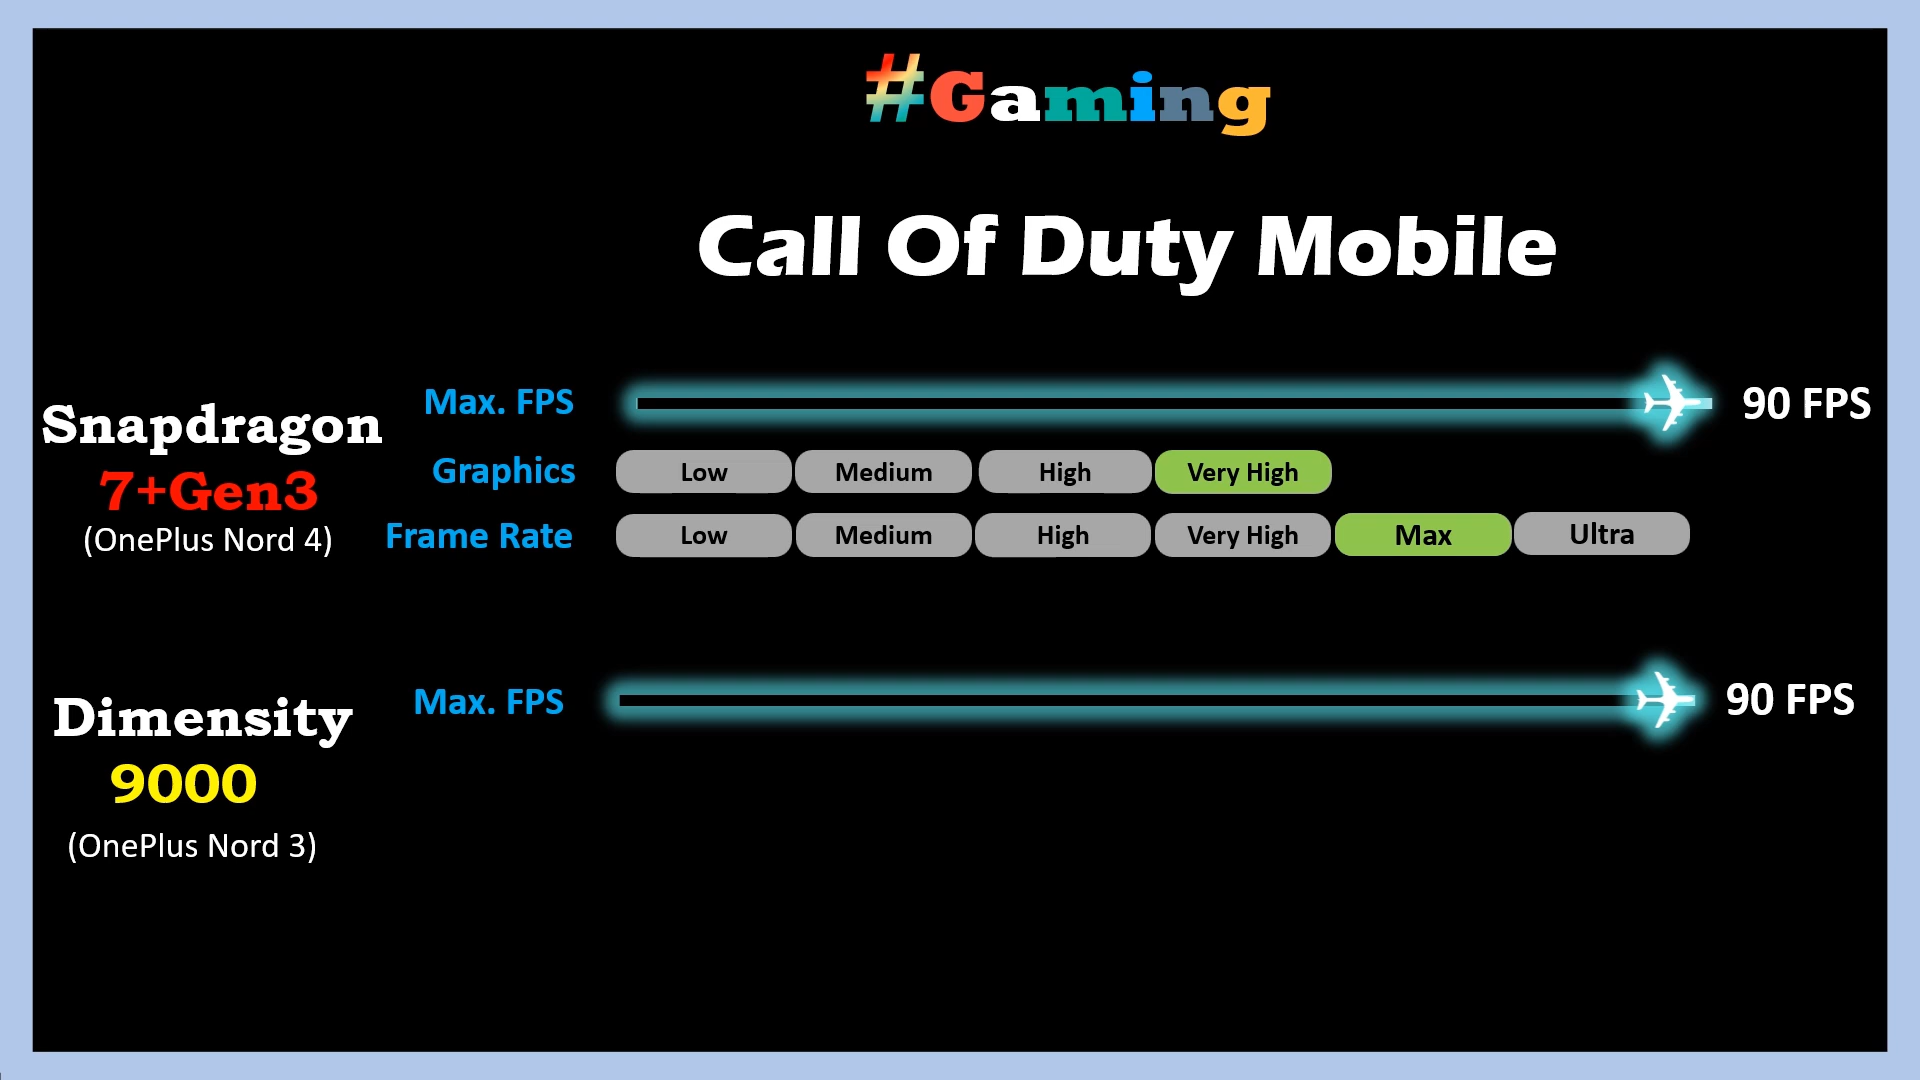 #Gaming
Call Of Duty Mobile
Snapdragon
7+Gen3
(OnePlus Nord 4)
Max. FPS 90 FPS
Graphics Low Medium High Very High
Frame Rate Low Medium High Very High Max Ultra
Dimensity
9000
(OnePlus Nord 3)
Max. FPS 90 FPS